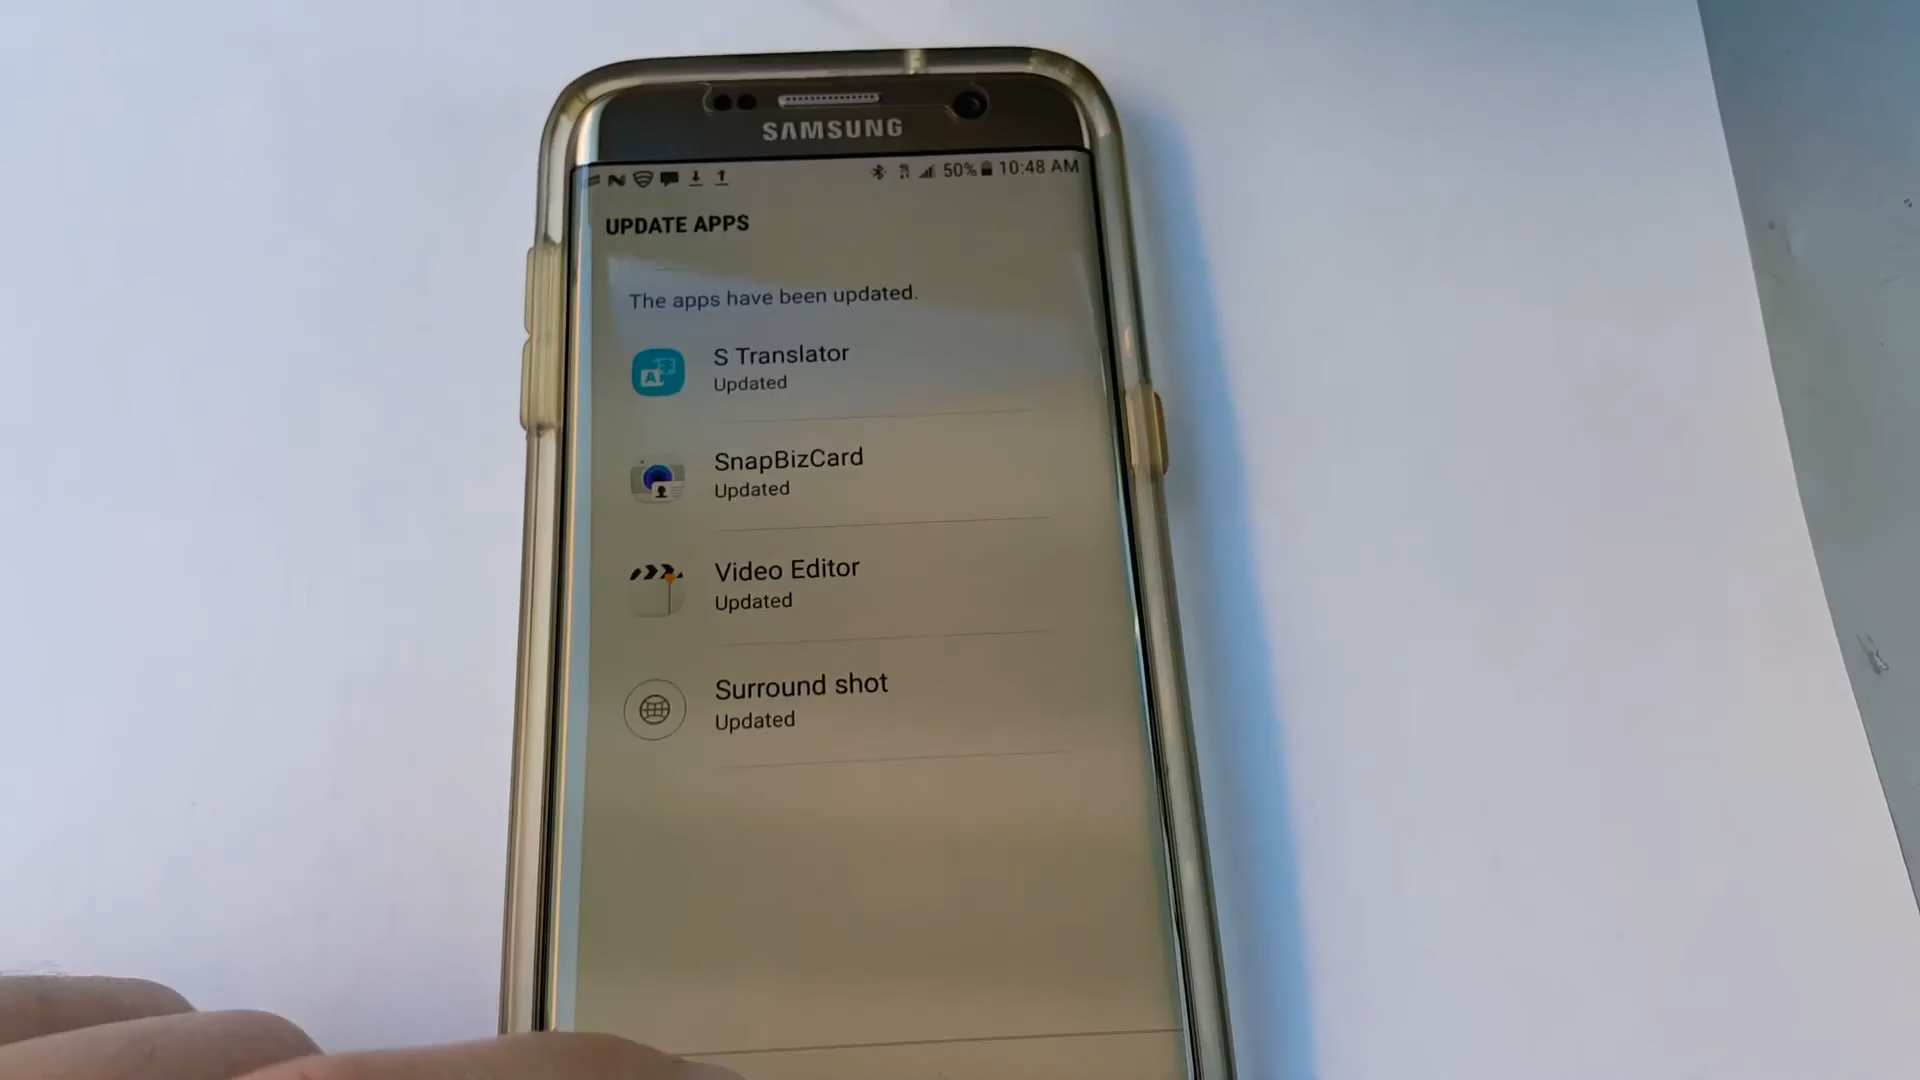 SAMSUNG
50% 10:48 AM
UPDATE APPS
The apps have been updated.
S Translator
Updated
SnapBizCard
Updated
Video Editor
Updated
Surround shot
Updated